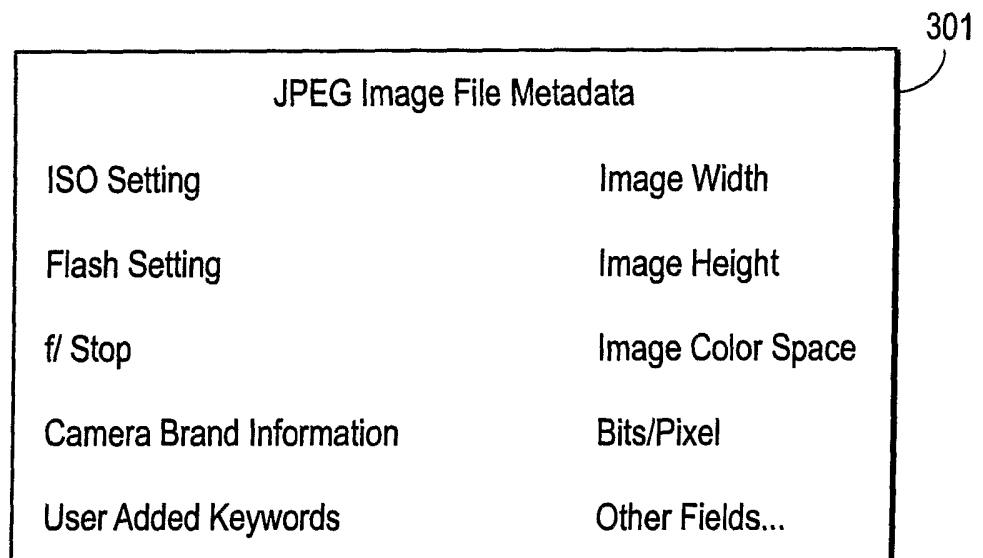 301
JPEG Image File Metadata
ISO Setting
Image Width
Flash Setting
Image Height
f/ Stop
Image Color Space
Camera Brand Information
Bits/Pixel
User Added Keywords
Other Fields...